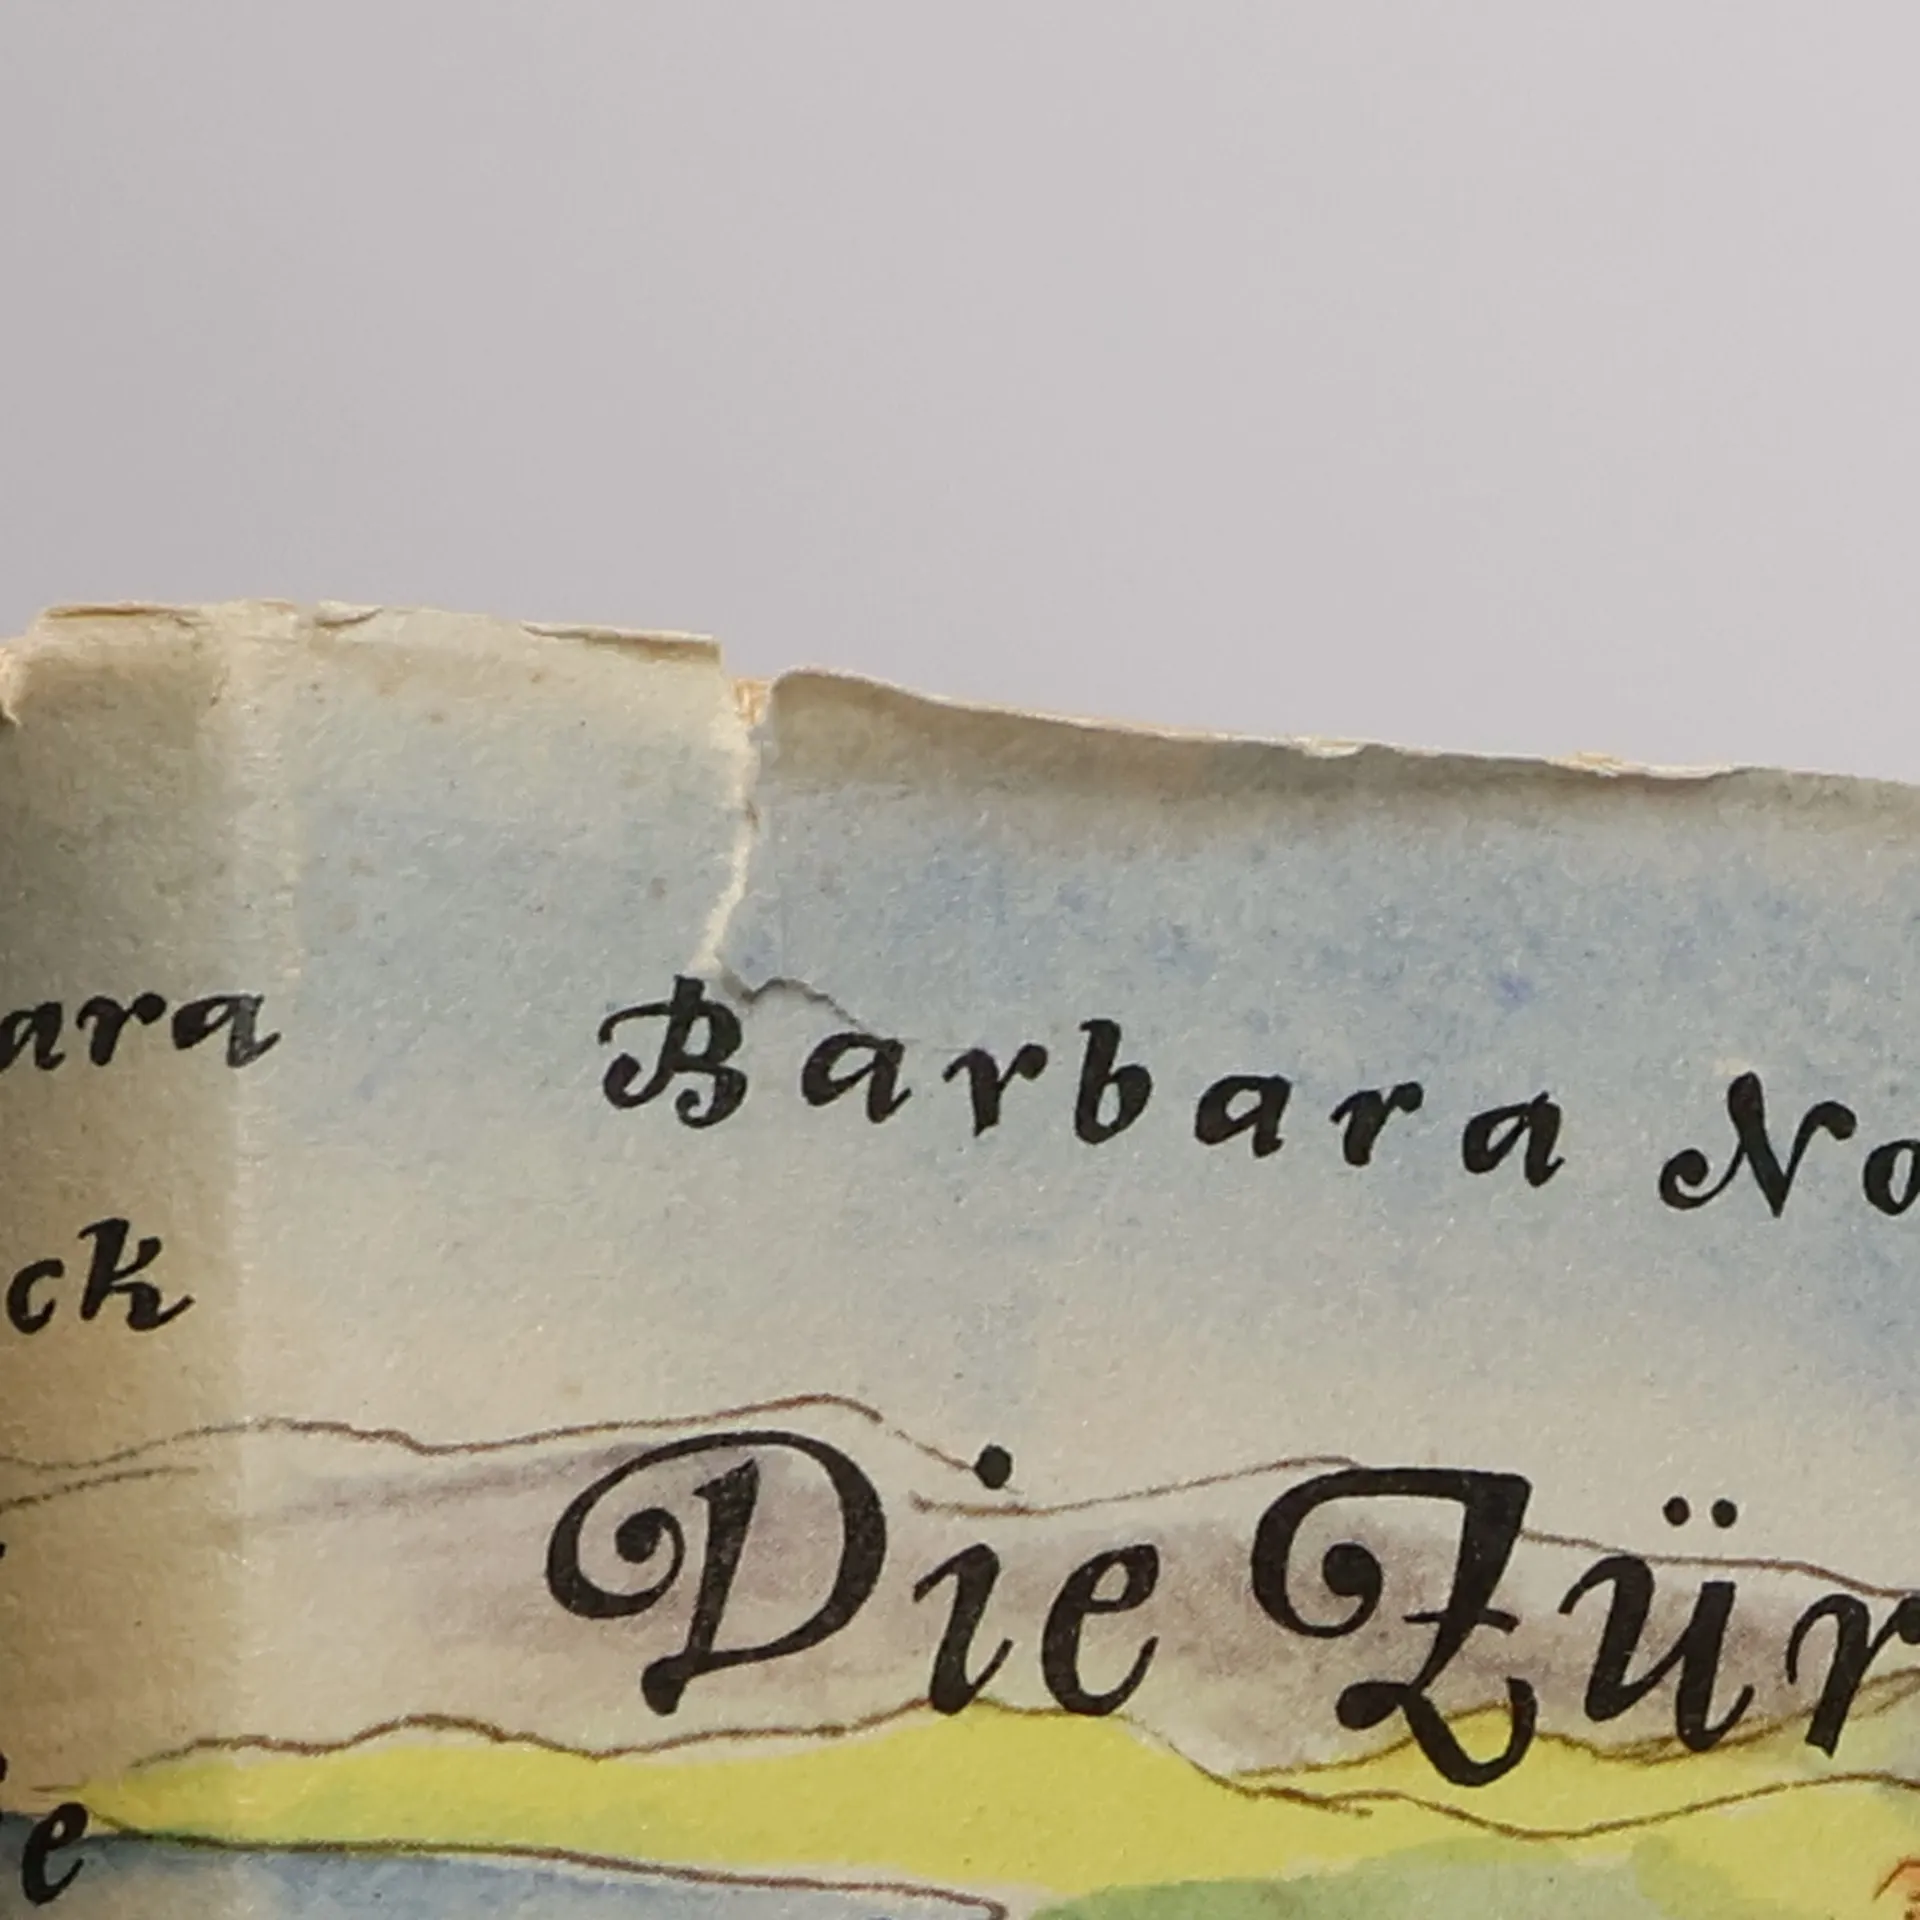 ara
ck
e
Barbara No
Die Zür